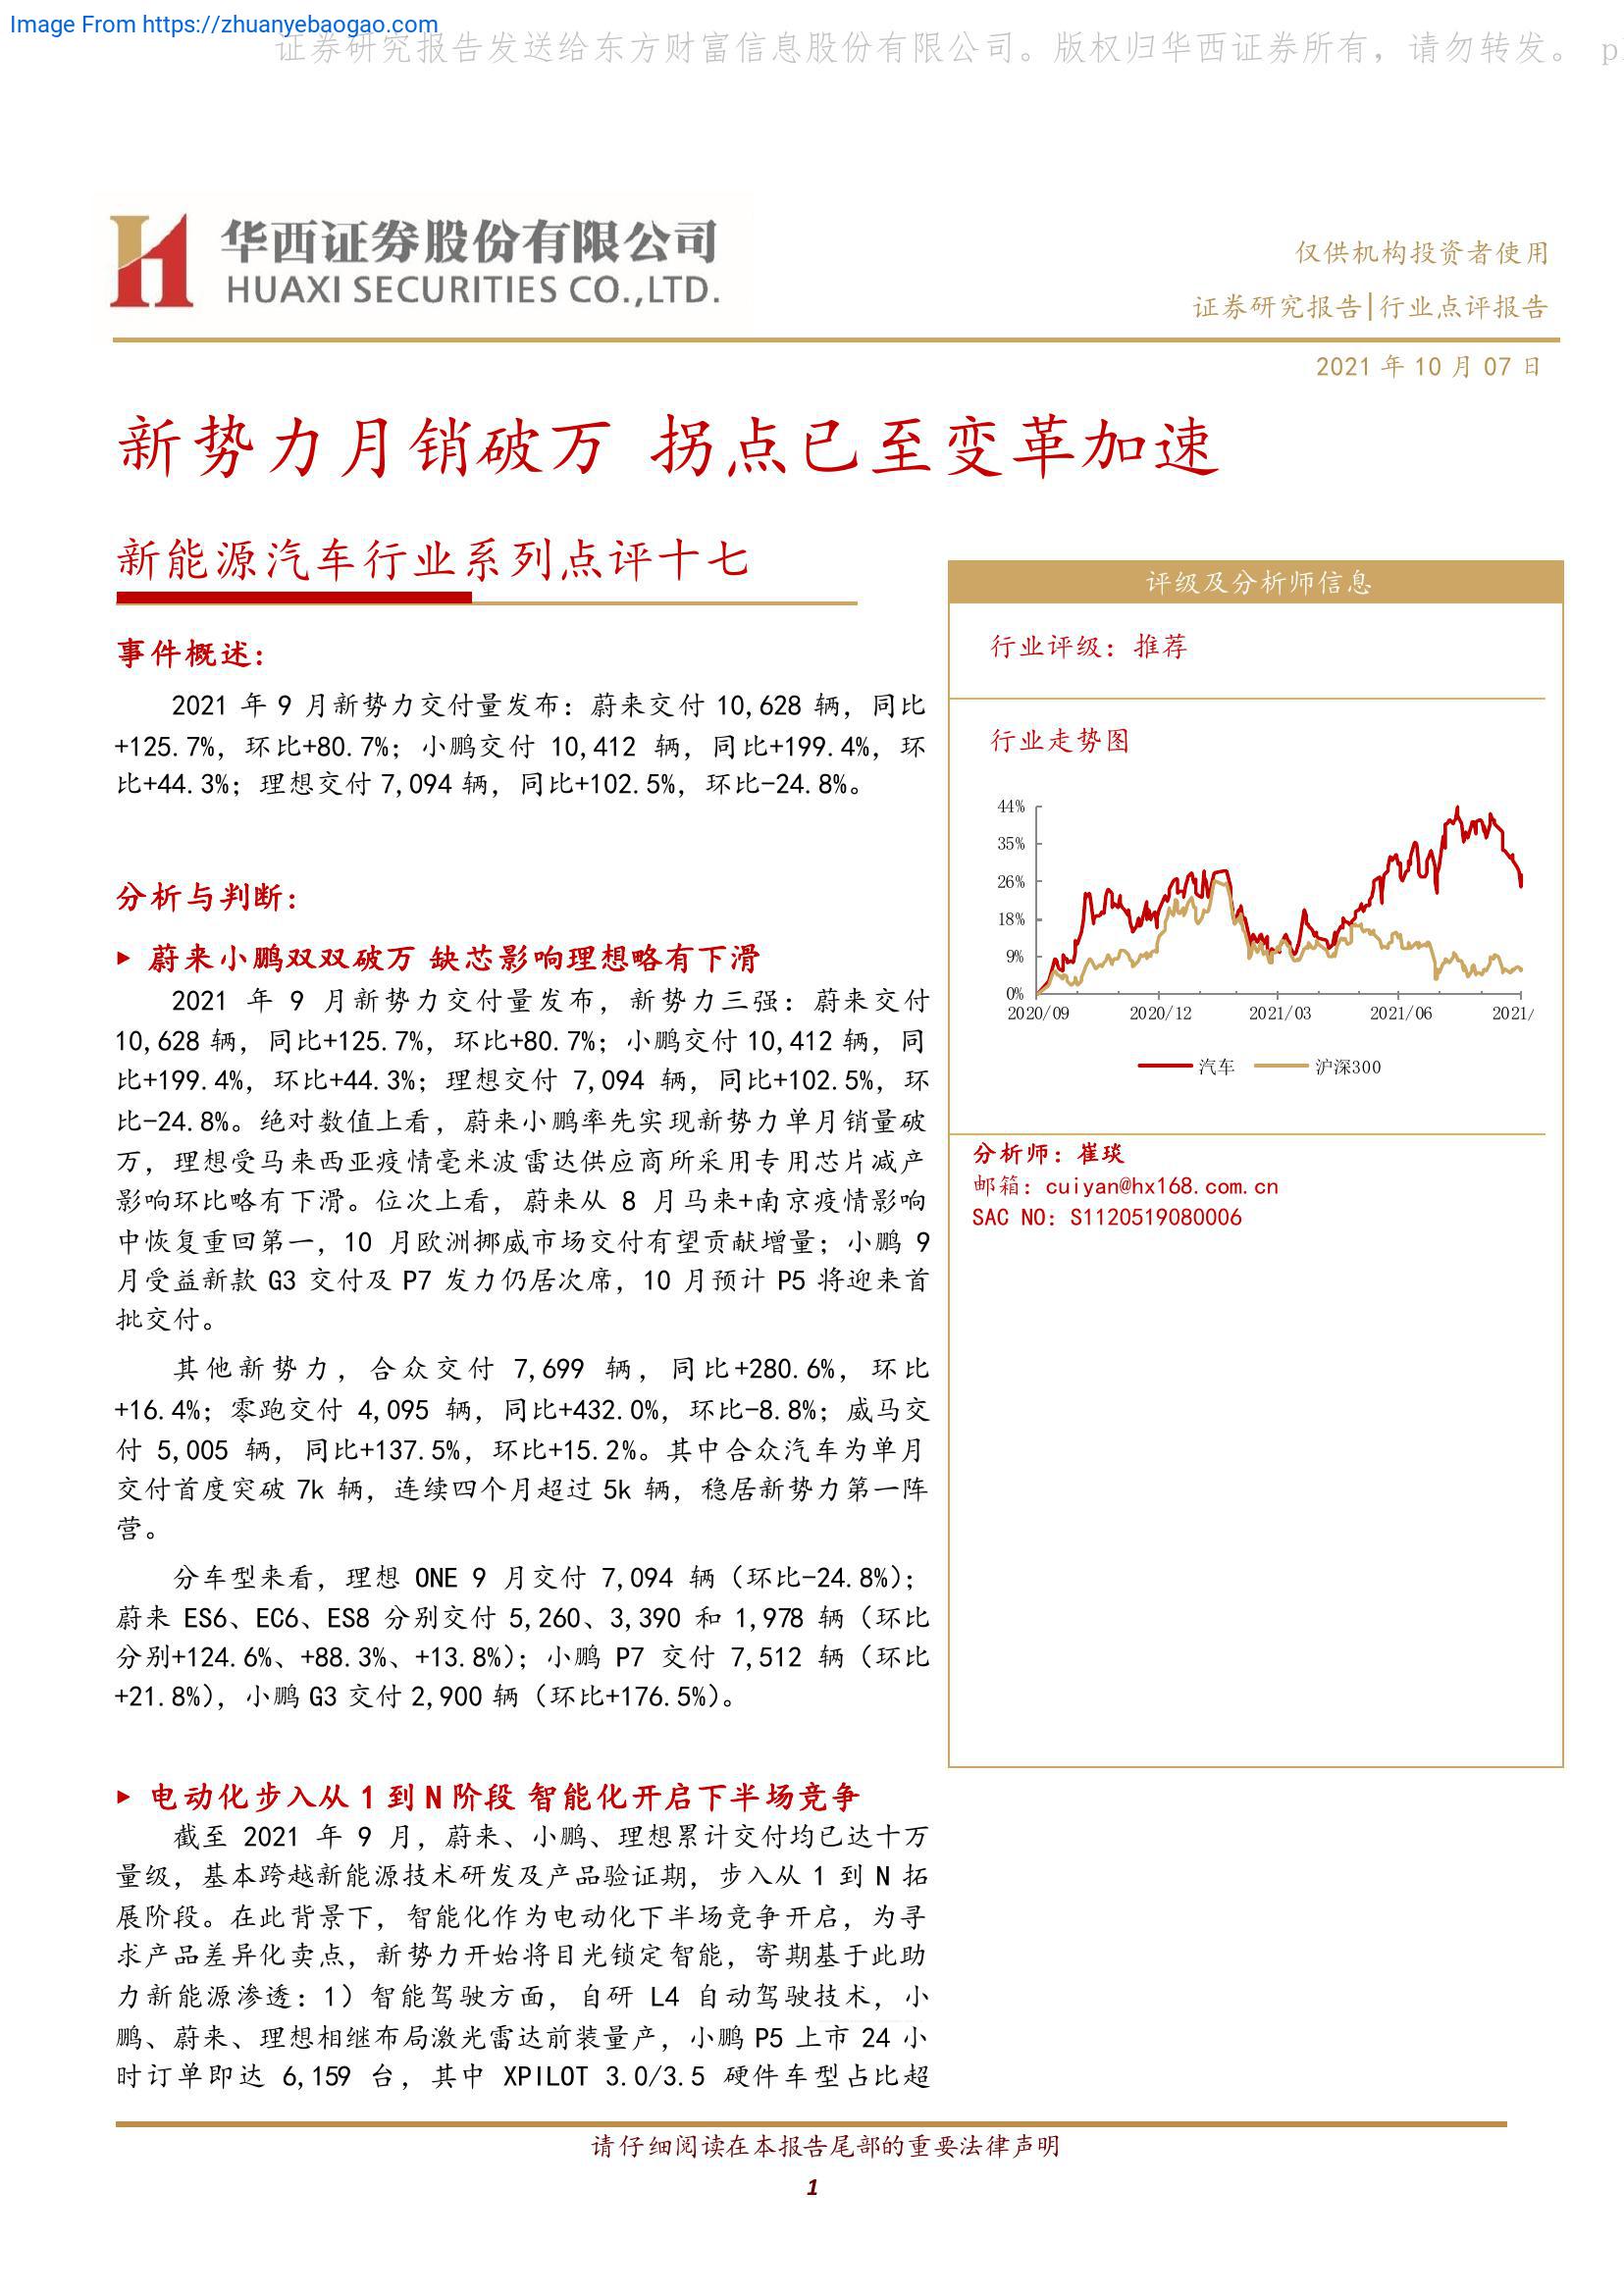 Image From https://zhuanyebaogao.com
证券研究报告发送给东方财富信息股份有限公司。版权归华西证券所有，请勿转发。 p
华西证券股份有限公司
HUAXI SECURITIES CO.,LTD.
仅供机构投资者使用
证券研究报告|行业点评报告
2021 年 10 月 07 日
新势力月销破万 拐点已至变革加速
新能源汽车行业系列点评十七
事件概述：
2021 年 9 月新势力交付量发布：蔚来交付 10,628 辆，同比
+125.7%，环比+80.7%；小鹏交付 10,412 辆，同比+199.4%，环
比+44.3%；理想交付 7,094 辆，同比+102.5%，环比-24.8%。
分析与判断：
▶ 蔚来小鹏双双破万 缺芯影响理想略有下滑
2021 年 9 月新势力交付量发布，新势力三强：蔚来交付
10,628 辆，同比+125.7%，环比+80.7%；小鹏交付 10,412 辆，同
比+199.4%，环比+44.3%；理想交付 7,094 辆，同比+102.5%，环
比-24.8%。绝对数值上看，蔚来小鹏率先实现新势力单月销量破
万，理想受马来西亚疫情毫米波雷达供应商所采用专用芯片减产
影响环比略有下滑。位次上看，蔚来从 8 月马来+南京疫情影响
中恢复重回第一，10 月欧洲挪威市场交付有望贡献增量；小鹏 9
月受益新款 G3 交付及 P7 发力仍居次席，10 月预计 P5 将迎来首
批交付。
其他新势力，合众交付 7,699 辆，同比+280.6%，环比
+16.4%；零跑交付 4,095 辆，同比+432.0%，环比-8.8%；威马交
付 5,005 辆，同比+137.5%，环比+15.2%。其中合众汽车为单月
交付首度突破 7k 辆，连续四个月超过 5k 辆，稳居新势力第一阵
营。
分车型来看，理想 ONE 9 月交付 7,094 辆（环比-24.8%）；
蔚来 ES6、EC6、ES8 分别交付 5,260、3,390 和 1,978 辆（环比
分别+124.6%、+88.3%、+13.8%）；小鹏 P7 交付 7,512 辆（环比
+21.8%），小鹏 G3 交付 2,900 辆（环比+176.5%）。
▶ 电动化步入从 1 到 N 阶段 智能化开启下半场竞争
截至 2021 年 9 月，蔚来、小鹏、理想累计交付均已达十万
量级，基本跨越新能源技术研发及产品验证期，步入从 1 到 N 拓
展阶段。在此背景下，智能化作为电动化下半场竞争开启，为寻
求产品差异化卖点，新势力开始将目光锁定智能，寄期基于此助
力新能源渗透：1）智能驾驶方面，自研 L4 自动驾驶技术，小
鹏、蔚来、理想相继布局激光雷达前装量产，小鹏 P5 上市 24 小
时订单即达 6,159 台，其中 XPILOT 3.0/3.5 硬件车型占比超
评级及分析师信息
行业评级：推荐
行业走势图
44%
35%
26%
18%
9%
0%
2020/09 2020/12 2021/03 2021/06 2021/
汽车 沪深300
分析师：崔琰
邮箱：cuiyan@hx168.com.cn
SAC NO：S1120519080006
请仔细阅读在本报告尾部的重要法律声明
1